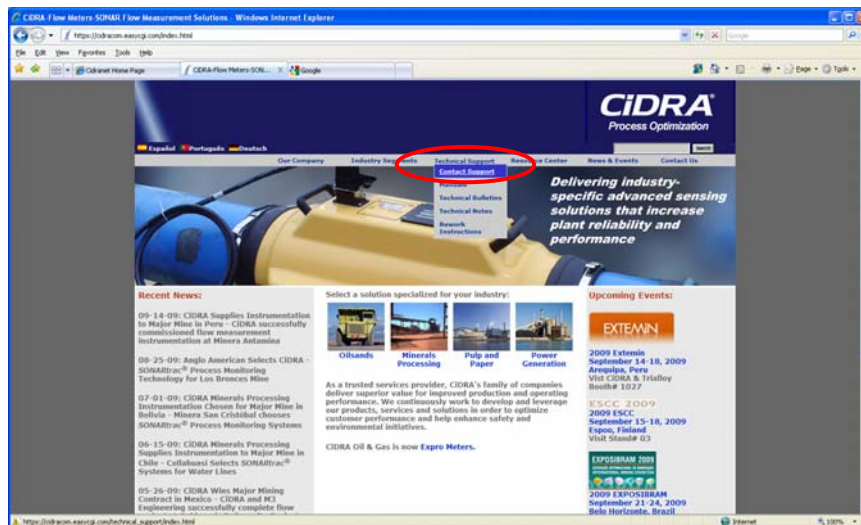 CiDRA-Flow Meters-SONAR Flow Measurement Solutions - Windows Internet Explorer
https://cidracom.easycgi.com/index.html
Google
File Edit View Favorites Tools Help
Cidranet Home Page
CiDRA-Flow Meters-SON...
Google
Page
Tools
CiDRA
Process Optimization
Español Português Deutsch
Search
Our Company Industry Segments Technical Support Resource Center News & Events Contact Us
Contact Support
Manuals
Technical Bulletins
Technical Notes
Rework
Instructions
Delivering industry-
specific advanced sensing
solutions that increase
plant reliability and
performance
Recent News:
09-14-09: CiDRA Supplies Instrumentation
to Major Mine in Peru - CiDRA successfully
commissioned flow measurement
instrumentation at Minera Antamina
08-25-09: Anglo American Selects CiDRA -
SONARtrac® Process Monitoring
Technology for Los Bronces Mine
07-01-09: CiDRA Minerals Processing
Instrumentation Chosen for Major Mine in
Bolivia - Minera San Cristóbal chooses
SONARtrac® Process Monitoring Systems
06-15-09: CiDRA Minerals Processing
Supplies Instrumentation to Major Mine in
Chile - Collahuasi Selects SONARtrac®
Systems for Water Lines
05-26-09: CiDRA Wins Major Mining
Contract in Mexico - CiDRA and M3
Engineering successfully complete flow
Select a solution specialized for your industry:
Oilsands
Minerals
Processing
Pulp and
Paper
Power
Generation
As a trusted services provider, CiDRA's family of companies
deliver superior value for improved production and operating
performance. We continuously work to develop and leverage
our products, services and solutions in order to optimize
customer performance and help enhance safety and
environmental initiatives.
CiDRA Oil & Gas is now Expro Meters.
Upcoming Events:
EXTEMIN
2009 Extemin
September 14-18, 2009
Arequipa, Peru
Vist CiDRA & Trialloy
Booth# 1027
ESCC 2009
2009 ESCC
September 15-18, 2009
Espoo, Finland
Visit Stand# 03
EXPOSIBRAM 2009
2009 EXPOSIBRAM
September 21-24, 2009
Belo Horizonte, Brazil
https://cidracom.easycgi.com/technical_support/index.html
Internet
100%